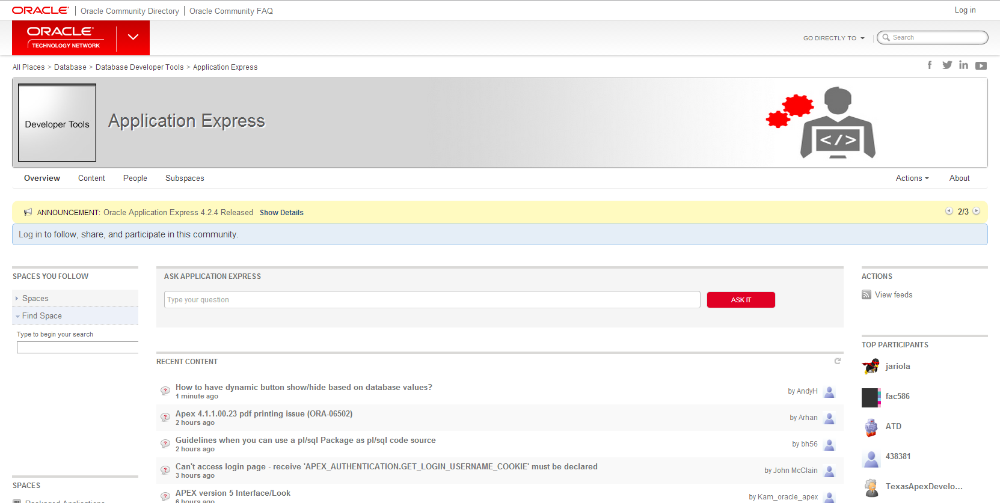 ORACLE | Oracle Community Directory | Oracle Community FAQ
Log in
ORACLE
TECHNOLOGY NETWORK
GO DIRECTLY TO
Search
All Places > Database > Database Developer Tools > Application Express
Developer Tools
Application Express
</>
Overview Content People Subspaces
Actions About
ANNOUNCEMENT: Oracle Application Express 4.2.4 Released Show Details
2/3
Log in to follow, share, and participate in this community.
SPACES YOU FOLLOW
Spaces
Find Space
Type to begin your search
SPACES
Packaged Applications
ASK APPLICATION EXPRESS
Type your question
ASK IT
RECENT CONTENT
How to have dynamic button show/hide based on database values?
1 minute ago
by AndyH
Apex 4.1.1.00.23 pdf printing issue (ORA-06502)
2 hours ago
by Arhan
Guidelines when you can use a pl/sql Package as pl/sql code source
2 hours ago
by bh56
Can't access login page - receive 'APEX_AUTHENTICATION.GET_LOGIN_USERNAME_COOKIE' must be declared
3 hours ago
by John McClain
APEX version 5 Interface/Look
6 hours ago
by Kam_oracle_apex
ACTIONS
View feeds
TOP PARTICIPANTS
jariola
fac586
ATD
438381
TexasApexDevelo...